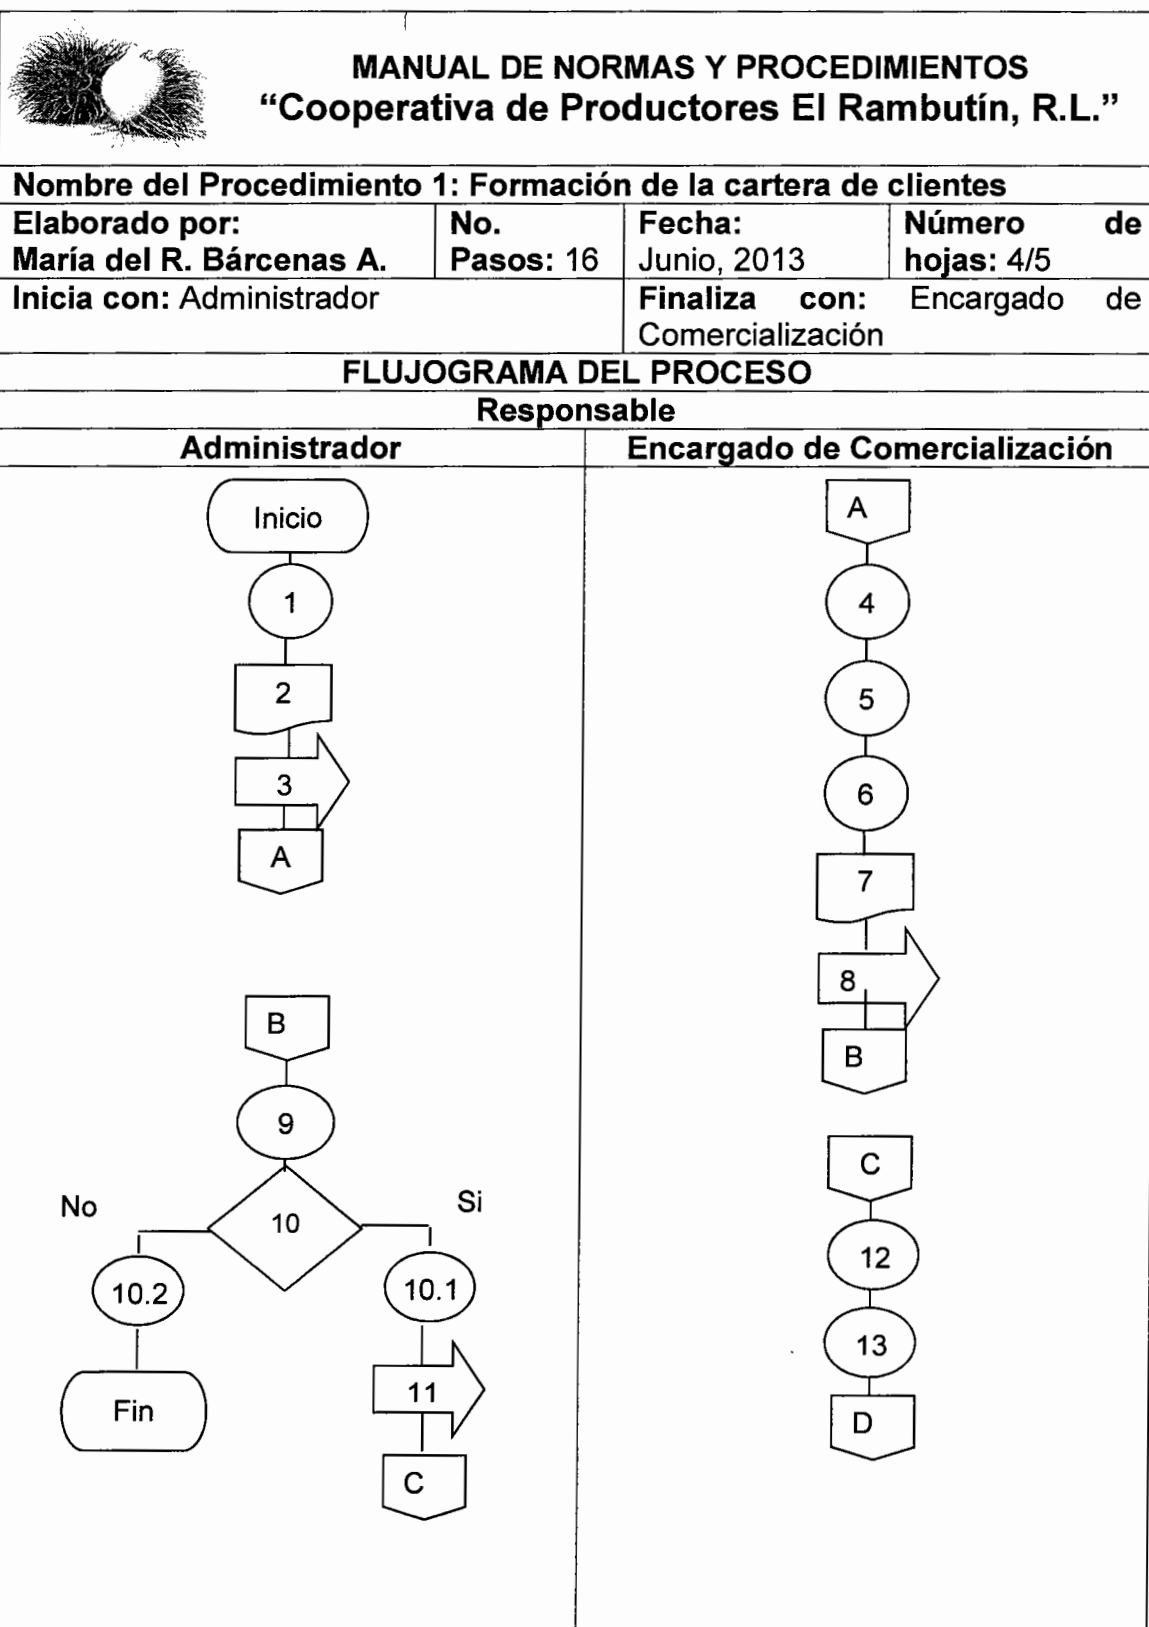 MANUAL DE NORMAS Y PROCEDIMIENTOS
“Cooperativa de Productores El Rambutín, R.L.”
Nombre del Procedimiento 1: Formación de la cartera de clientes
Elaborado por:
María del R. Bárcenas A.
No.
Pasos: 16
Fecha:
Junio, 2013
Número de
hojas: 4/5
Inicia con: Administrador
Finaliza con: Encargado de
Comercialización
FLUJOGRAMA DEL PROCESO
Responsable
Administrador
Encargado de Comercialización
Inicio
1
2
3
A
B
9
10
No
Si
10.2
10.1
Fin
11
C
A
4
5
6
7
8
B
C
12
13
D